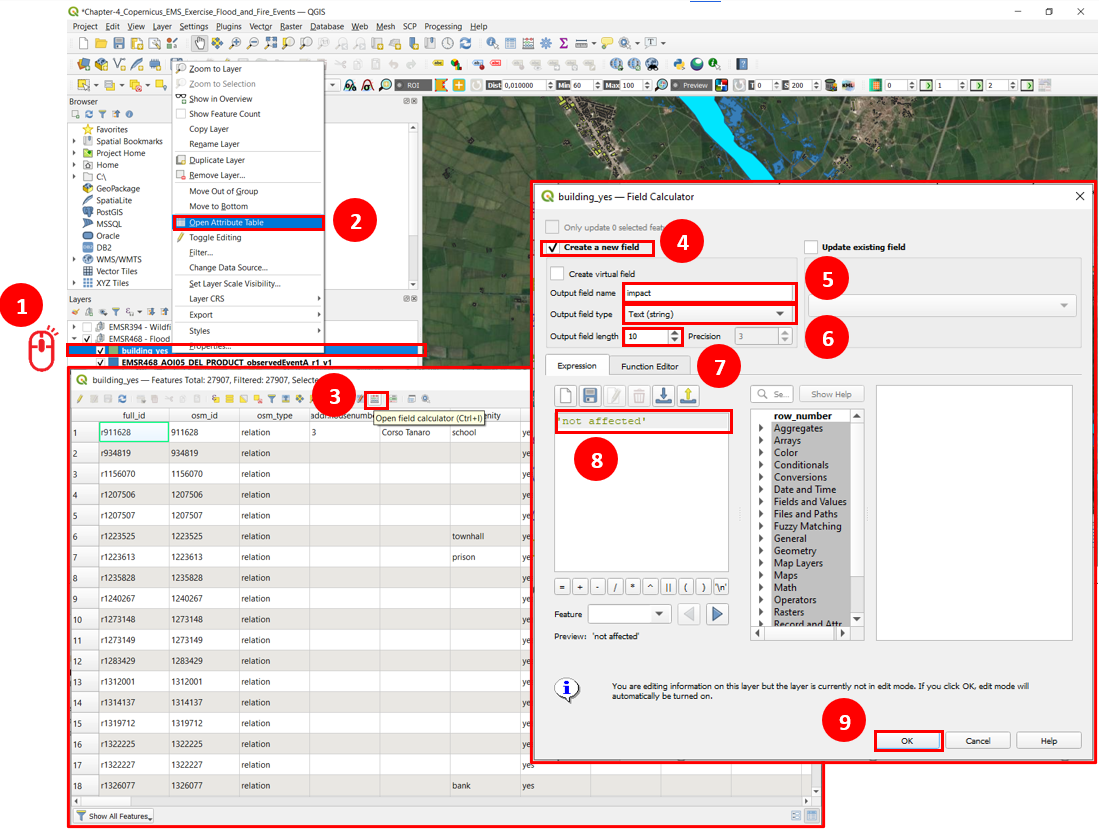 *Chapter-4_Copernicus_EMS_Exercise_Flood_and_Fire_Events — QGIS
Project Edit View Layer Settings Plugins Vector Raster Database Web Mesh SCP Processing Help
ROI Dist 0,010000 Min 60 Max 100 Preview T 0 S 200 KML 0 1 2
Browser
Favorites
Spatial Bookmarks
Project Home
Home
C:\
GeoPackage
SpatiaLite
PostGIS
MSSQL
Oracle
DB2
WMS/WMTS
Vector Tiles
XYZ Tiles
Layers
EMSR394 - Wildfi
EMSR468 - Flood
building_yes
EMSR468_AOI05_DEL_PRODUCT_observedEventA_r1_v1
Zoom to Layer
Zoom to Selection
Show in Overview
Show Feature Count
Copy Layer
Rename Layer
Duplicate Layer
Remove Layer...
Move Out of Group
Move to Bottom
Open Attribute Table
Toggle Editing
Filter...
Change Data Source...
Set Layer Scale Visibility...
Layer CRS
Export
Styles
Properties...
1
2
3
building_yes — Features Total: 27907, Filtered: 27907, Selecte
Open field calculator (Ctrl+I)
full_id osm_id osm_type addr:housenumbe enity
1 r911628 911628 relation 3 Corso Tanaro school ye
2 r934819 934819 relation ye
3 r1156070 1156070 relation ye
4 r1207506 1207506 relation ye
5 r1207507 1207507 relation ye
6 r1223525 1223525 relation townhall ye
7 r1223613 1223613 relation prison ye
8 r1235828 1235828 relation ye
9 r1240267 1240267 relation ye
10 r1273148 1273148 relation ye
11 r1273149 1273149 relation ye
12 r1283429 1283429 relation ye
13 r1312001 1312001 relation ye
14 r1314137 1314137 relation ye
15 r1319712 1319712 relation ye
16 r1322225 1322225 relation ye
17 r1322227 1322227 relation yes
18 r1326077 1326077 relation bank yes
Show All Features
building_yes — Field Calculator
Only update 0 selected feat
Create a new field
4
Update existing field
Create virtual field
5
Output field name impact
Output field type Text (string)
Output field length 10 Precision 3
6
Expression Function Editor
7
Se... Show Help
'not affected'
8
row_number
Aggregates
Arrays
Color
Conditionals
Conversions
Date and Time
Fields and Values
Files and Paths
Fuzzy Matching
General
Geometry
Map Layers
Maps
Math
Operators
Rasters
Record and Attr
= + - / * ^ || ( ) '\n'
Feature
Preview: 'not affected'
You are editing information on this layer but the layer is currently not in edit mode. If you click OK, edit mode will
automatically be turned on.
9
OK Cancel Help